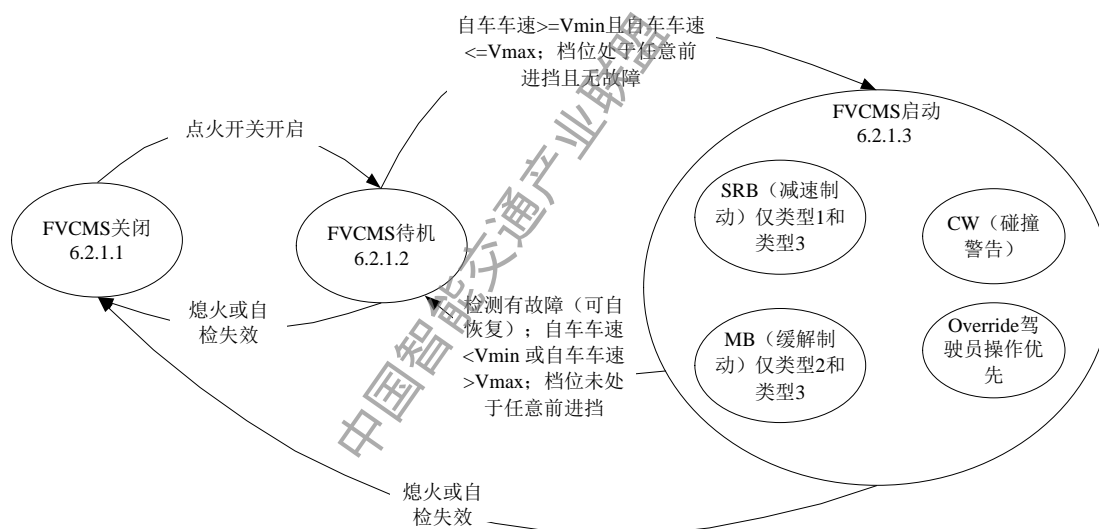 自车车速>=Vmin且自车车速
<=Vmax；档位处于任意前
进挡且无故障
点火开关开启
FVCMS关闭
6.2.1.1
FVCMS待机
6.2.1.2
FVCMS启动
6.2.1.3
SRB（减速制
动）仅类型1和
类型3
CW（碰撞
警告）
MB（缓解制
动）仅类型2和
类型3
Override驾
驶员操作优
先
熄火或自
检失效
检测有故障（可自
恢复）；自车车速
<Vmin 或自车车速
>Vmax；档位未处
于任意前进挡
熄火或自
检失效
中国智能交通产业联盟